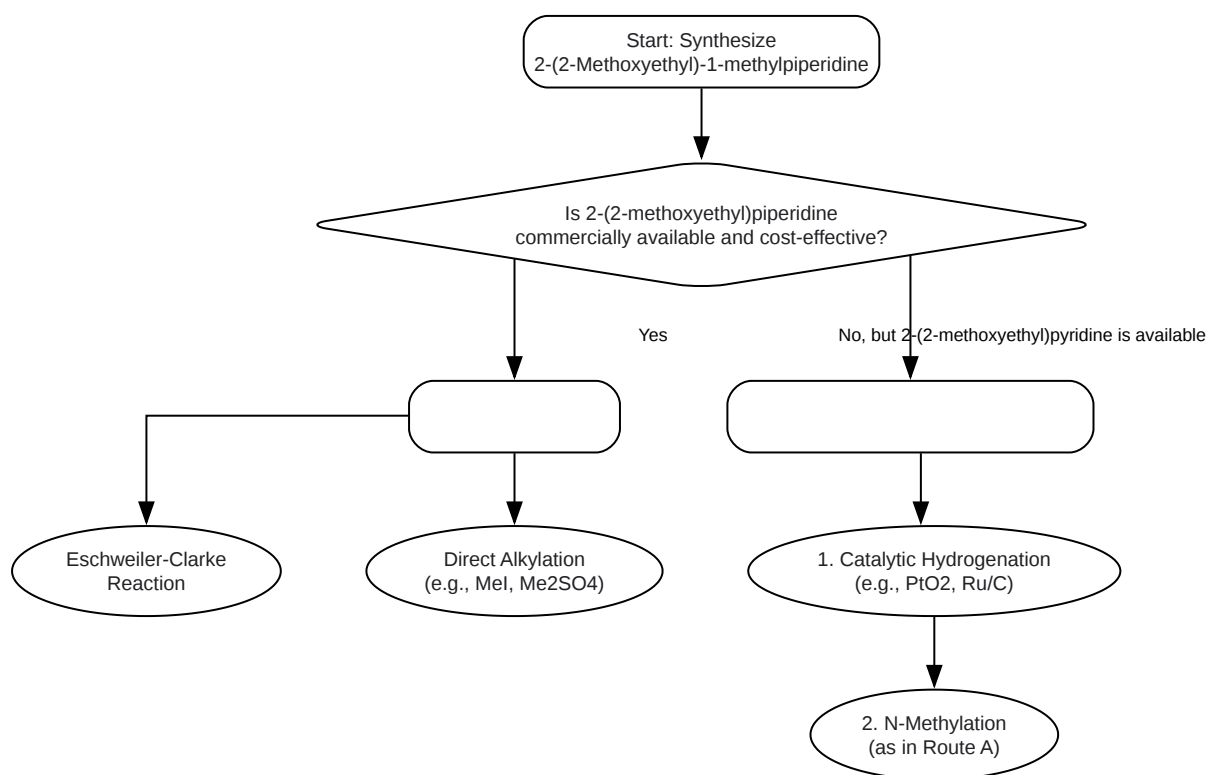 Start: Synthesize
2-(2-Methoxyethyl)-1-methylpiperidine
Is 2-(2-methoxyethyl)piperidine
commercially available and cost-effective?
Yes
No, but 2-(2-methoxyethyl)pyridine is available
Eschweiler-Clarke
Reaction
Direct Alkylation
(e.g., MeI, Me2SO4)
1. Catalytic Hydrogenation
(e.g., PtO2, Ru/C)
2. N-Methylation
(as in Route A)